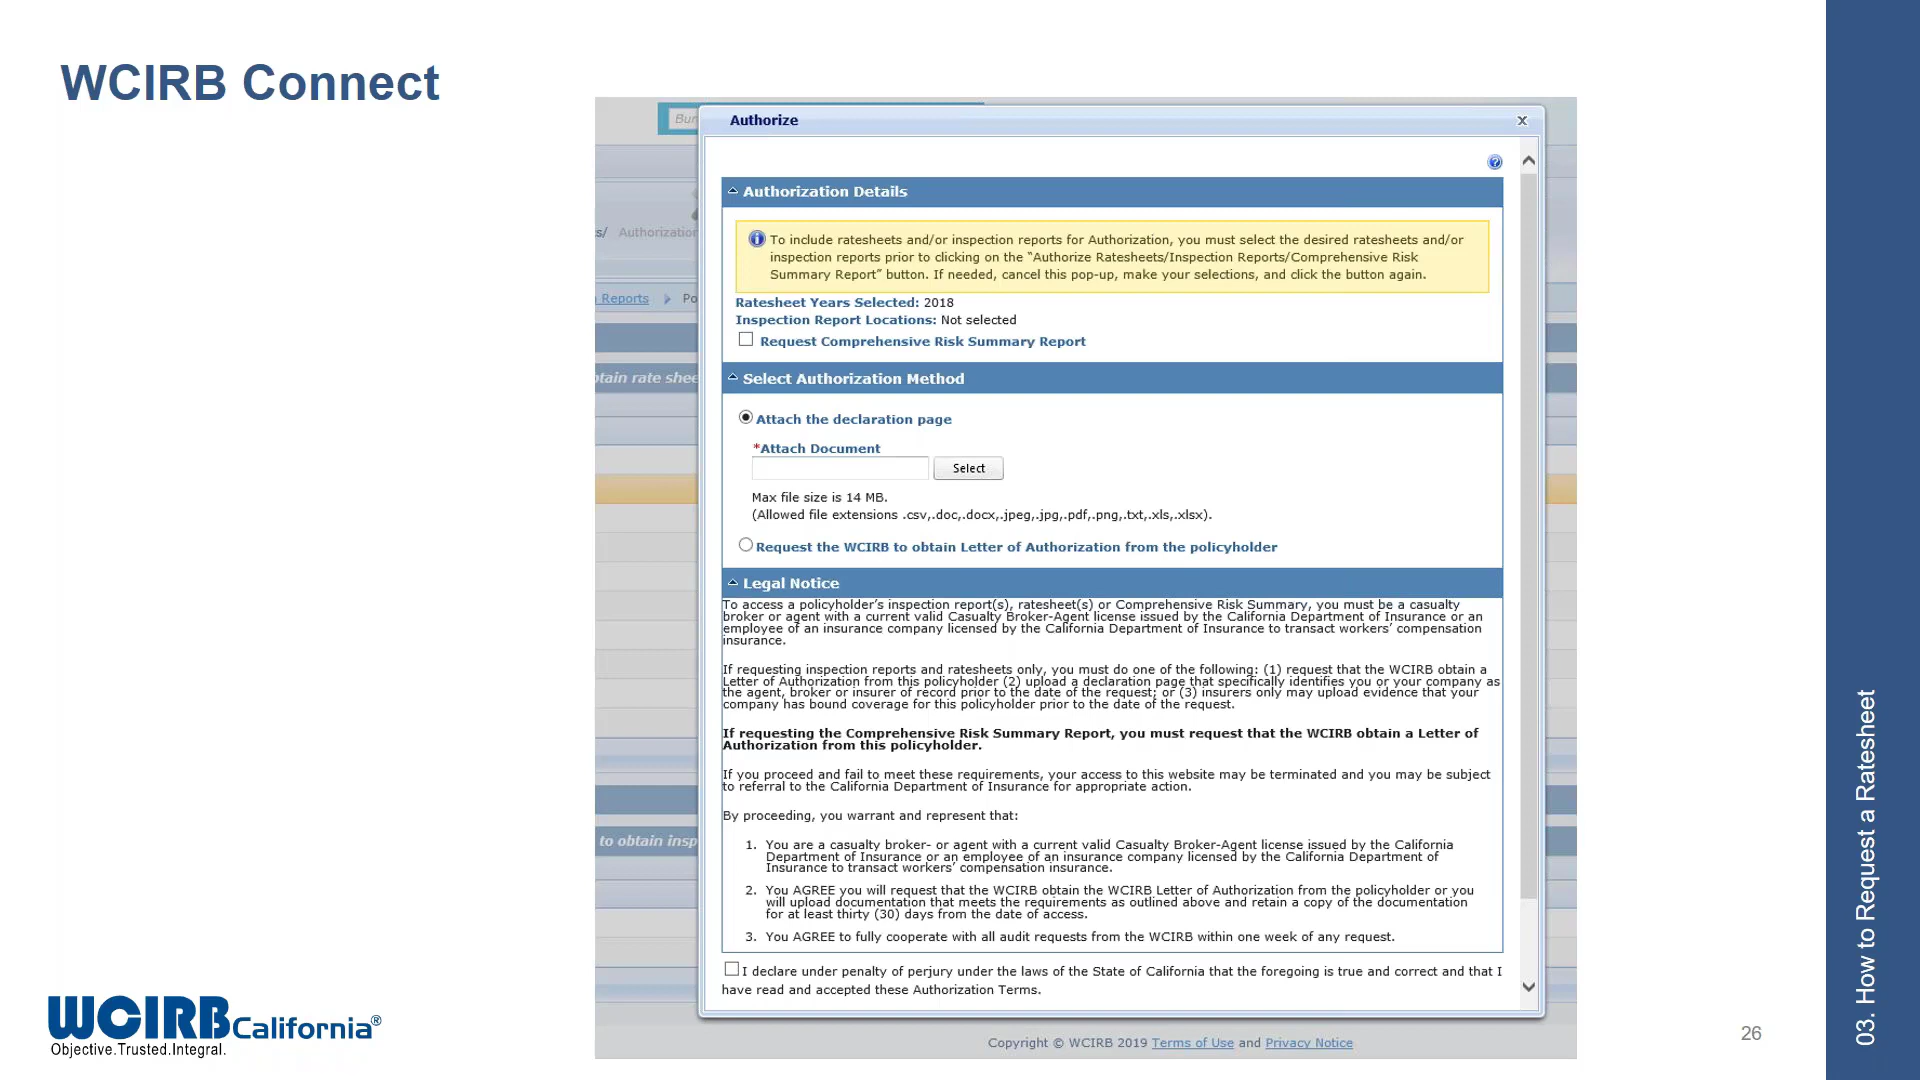 WCIRB Connect
Bur
Authorize
x
?
s/ Authorization
Authorization Details
To include ratesheets and/or inspection reports for Authorization, you must select the desired ratesheets and/or
inspection reports prior to clicking on the “Authorize Ratesheets/Inspection Reports/Comprehensive Risk
Summary Report” button. If needed, cancel this pop-up, make your selections, and click the button again.
Reports Po
Ratesheet Years Selected: 2018
Inspection Report Locations: Not selected
Request Comprehensive Risk Summary Report
btain rate shee
Select Authorization Method
Attach the declaration page
*Attach Document
Select
Max file size is 14 MB.
(Allowed file extensions .csv,.doc,.docx,.jpeg,.jpg,.pdf,.png,.txt,.xls,.xlsx).
Request the WCIRB to obtain Letter of Authorization from the policyholder
Legal Notice
To access a policyholder’s inspection report(s), ratesheet(s) or Comprehensive Risk Summary, you must be a casualty
broker or agent with a current valid Casualty Broker-Agent license issued by the California Department of Insurance or an
employee of an insurance company licensed by the California Department of Insurance to transact workers’ compensation
insurance.
If requesting inspection reports and ratesheets only, you must do one of the following: (1) request that the WCIRB obtain a
Letter of Authorization from this policyholder (2) upload a declaration page that specifically identifies you or your company as
the agent, broker or insurer of record prior to the date of the request; or (3) insurers only may upload evidence that your
company has bound coverage for this policyholder prior to the date of the request.
If requesting the Comprehensive Risk Summary Report, you must request that the WCIRB obtain a Letter of
Authorization from this policyholder.
If you proceed and fail to meet these requirements, your access to this website may be terminated and you may be subject
to referral to the California Department of Insurance for appropriate action.
By proceeding, you warrant and represent that:
to obtain insp
1. You are a casualty broker- or agent with a current valid Casualty Broker-Agent license issued by the California
Department of Insurance or an employee of an insurance company licensed by the California Department of
Insurance to transact workers’ compensation insurance.
2. You AGREE you will request that the WCIRB obtain the WCIRB Letter of Authorization from the policyholder or you
will upload documentation that meets the requirements as outlined above and retain a copy of the documentation
for at least thirty (30) days from the date of access.
3. You AGREE to fully cooperate with all audit requests from the WCIRB within one week of any request.
I declare under penalty of perjury under the laws of the State of California that the foregoing is true and correct and that I
have read and accepted these Authorization Terms.
Copyright © WCIRB 2019 Terms of Use and Privacy Notice
WCIRB California®
Objective.Trusted.Integral.
26
03. How to Request a Ratesheet